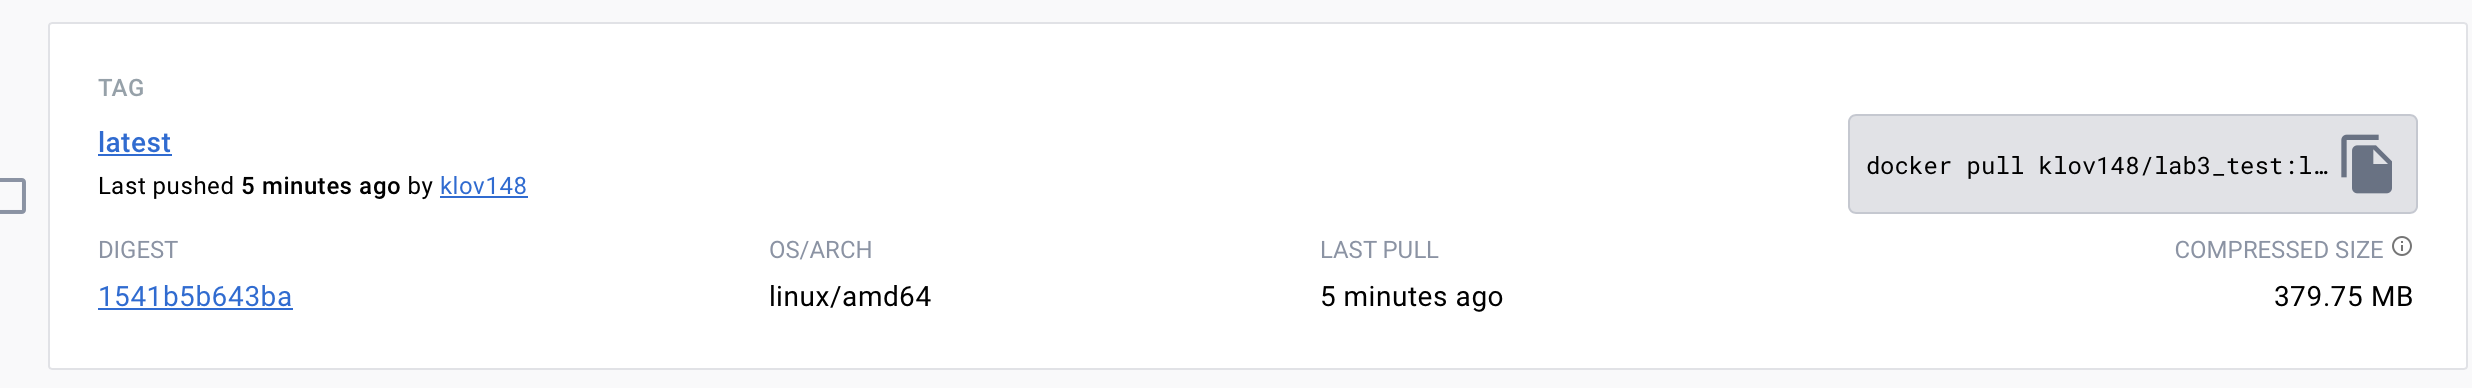 TAG
latest
Last pushed 5 minutes ago by klov148
docker pull klov148/lab3_test:l…
DIGEST
1541b5b643ba
OS/ARCH
linux/amd64
LAST PULL
5 minutes ago
COMPRESSED SIZE
379.75 MB